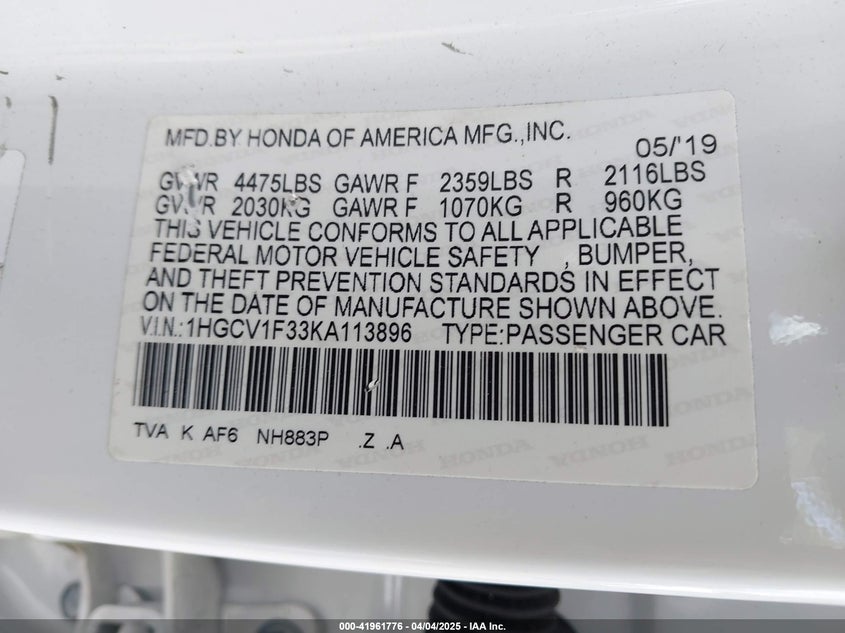 MFD.BY HONDA OF AMERICA MFG.,INC. 05/'19
GVWR 4475LBS GAWR F 2359LBS R 2116LBS
GVWR 2030KG GAWR F 1070KG R 960KG
THIS VEHICLE CONFORMS TO ALL APPLICABLE
FEDERAL MOTOR VEHICLE SAFETY , BUMPER,
AND THEFT PREVENTION STANDARDS IN EFFECT
ON THE DATE OF MANUFACTURE SHOWN ABOVE.
V.I.N.:1HGCV1F33KA113896 TYPE:PASSENGER CAR
TVA K AF6 NH883P .Z .A
000-41961776 - 04/04/2025 - IAA Inc.